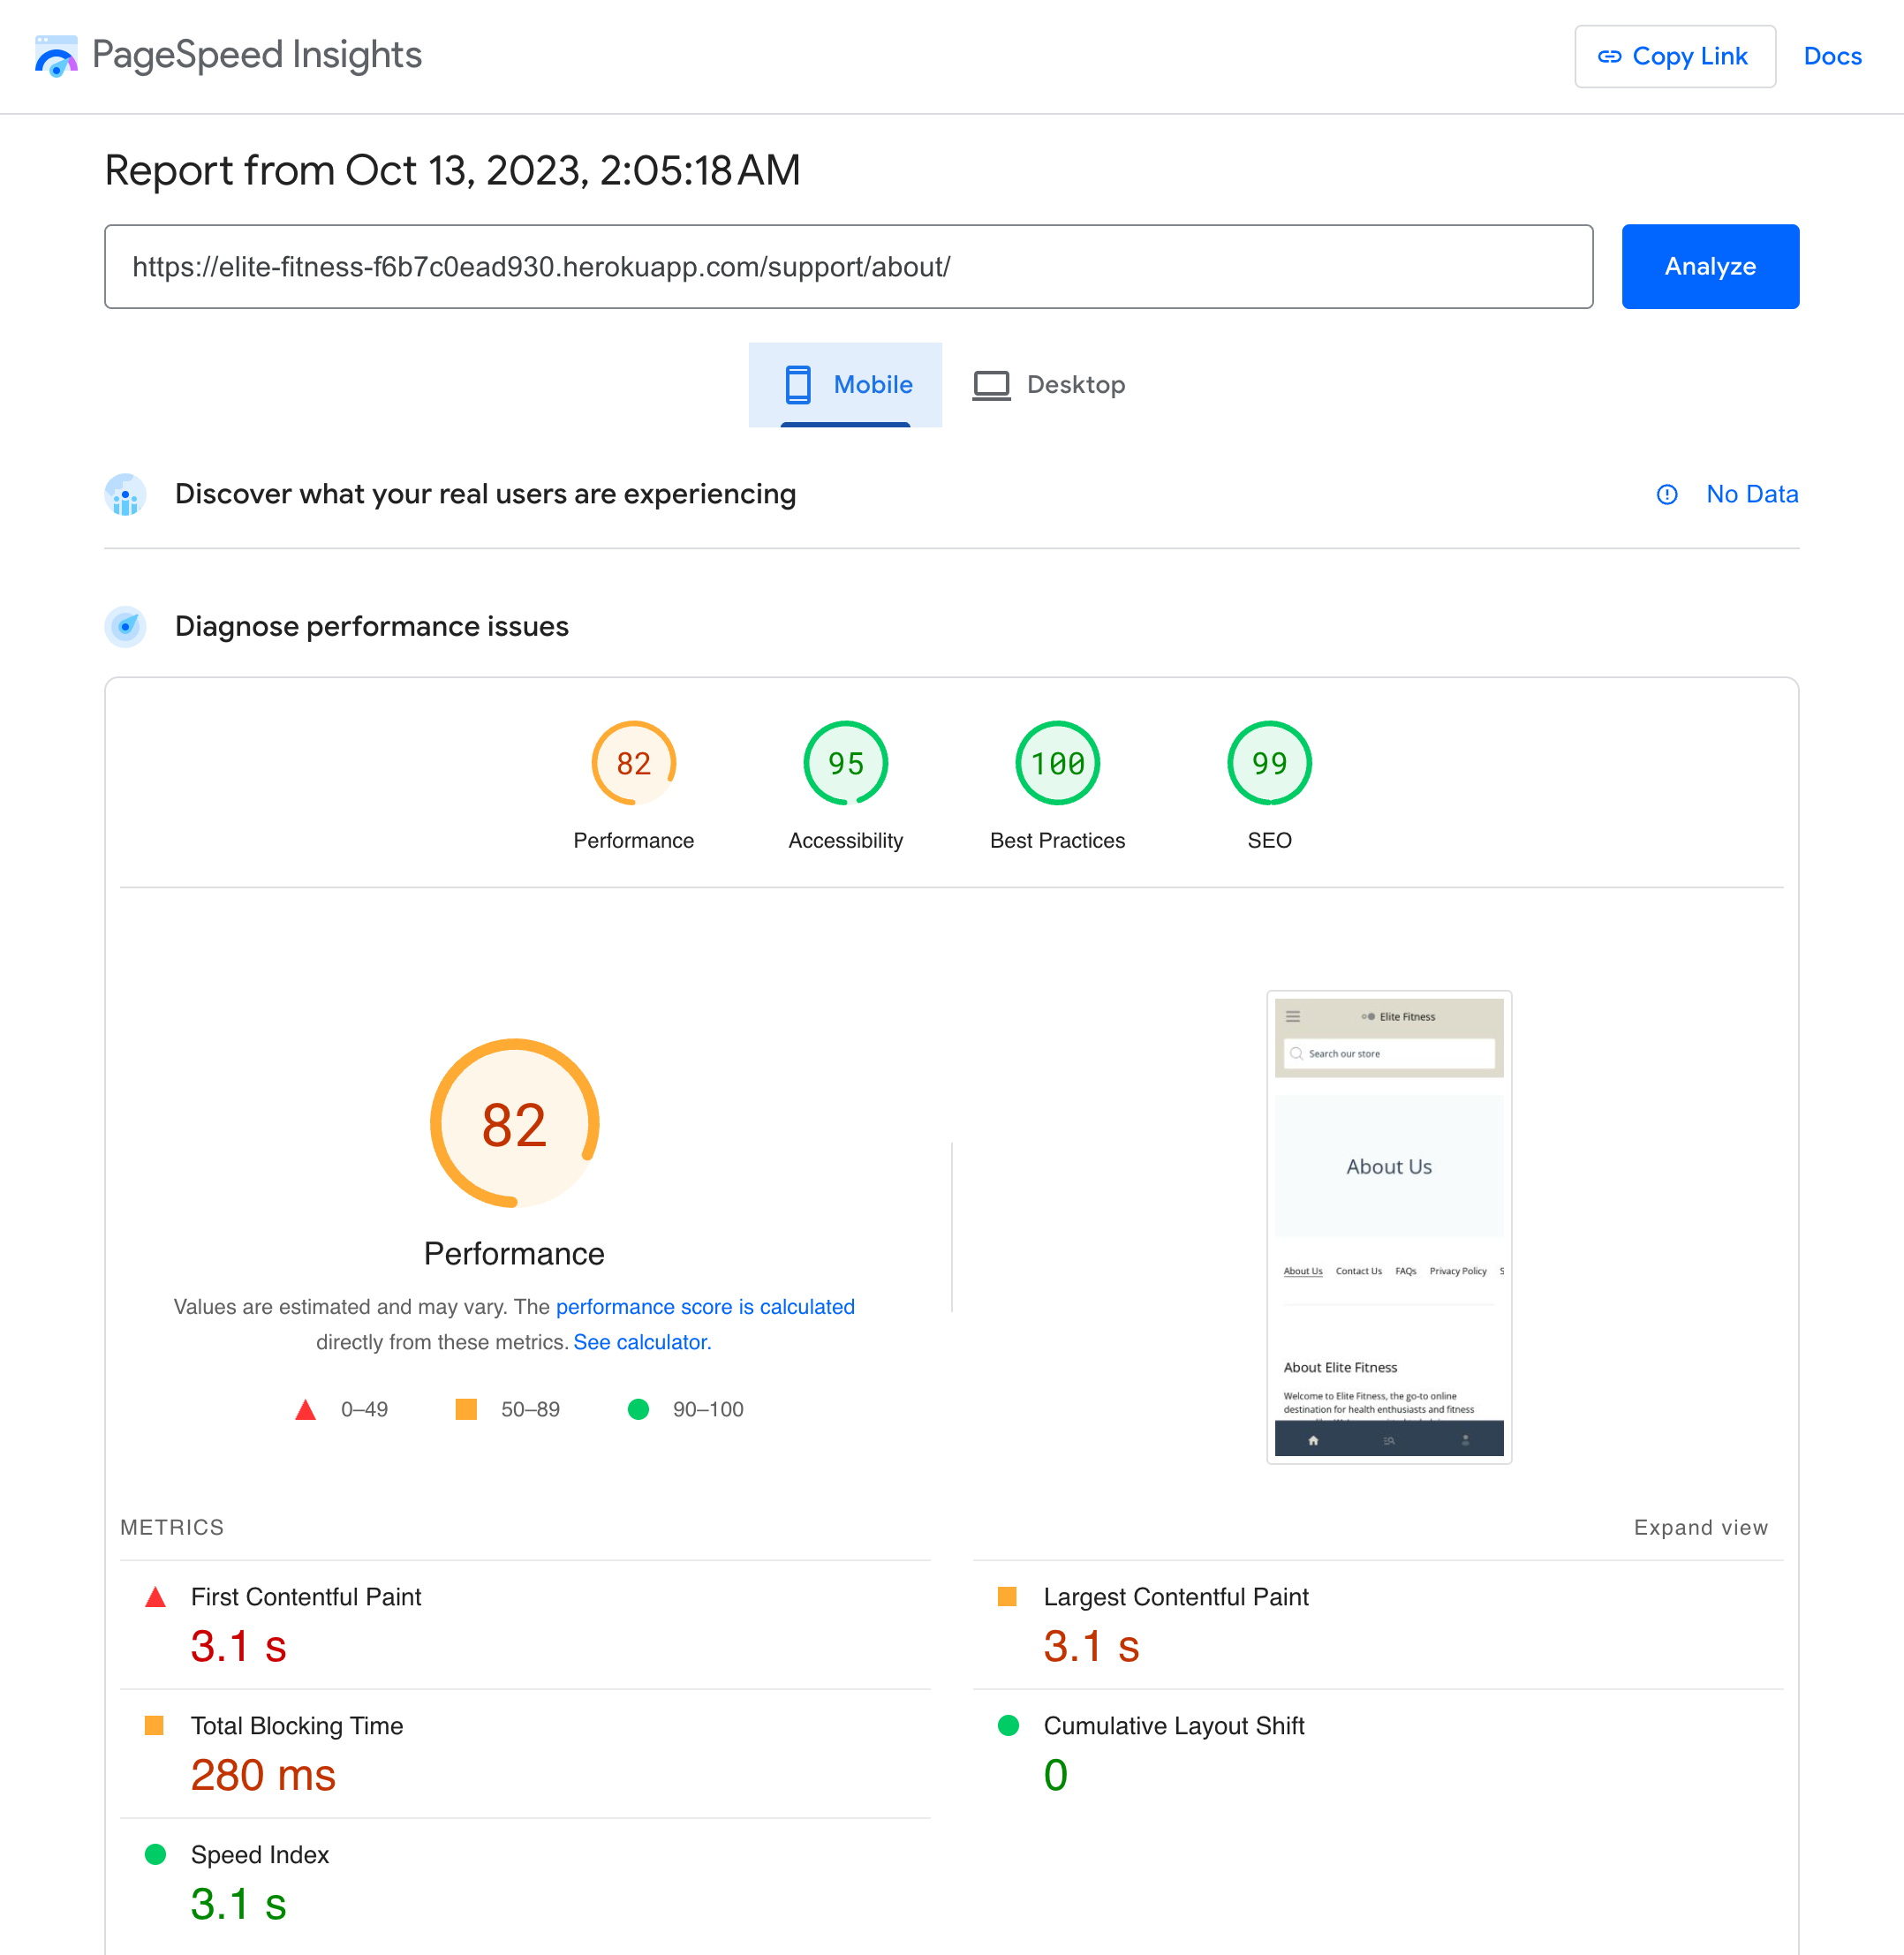 PageSpeed Insights
Copy Link
Docs
Report from Oct 13, 2023, 2:05:18 AM
https://elite-fitness-f6b7c0ead930.herokuapp.com/support/about/
Analyze
Mobile
Desktop
Discover what your real users are experiencing
No Data
Diagnose performance issues
82
95
100
99
Performance
Accessibility
Best Practices
SEO
82
Performance
Values are estimated and may vary. The performance score is calculated
directly from these metrics. See calculator.
0–49
50–89
90–100
Elite Fitness
Search our store
About Us
About Us
Contact Us
FAQs
Privacy Policy
S
About Elite Fitness
Welcome to Elite Fitness, the go-to online
destination for health enthusiasts and fitness
METRICS
Expand view
First Contentful Paint
3.1 s
Largest Contentful Paint
3.1 s
Total Blocking Time
280 ms
Cumulative Layout Shift
0
Speed Index
3.1 s